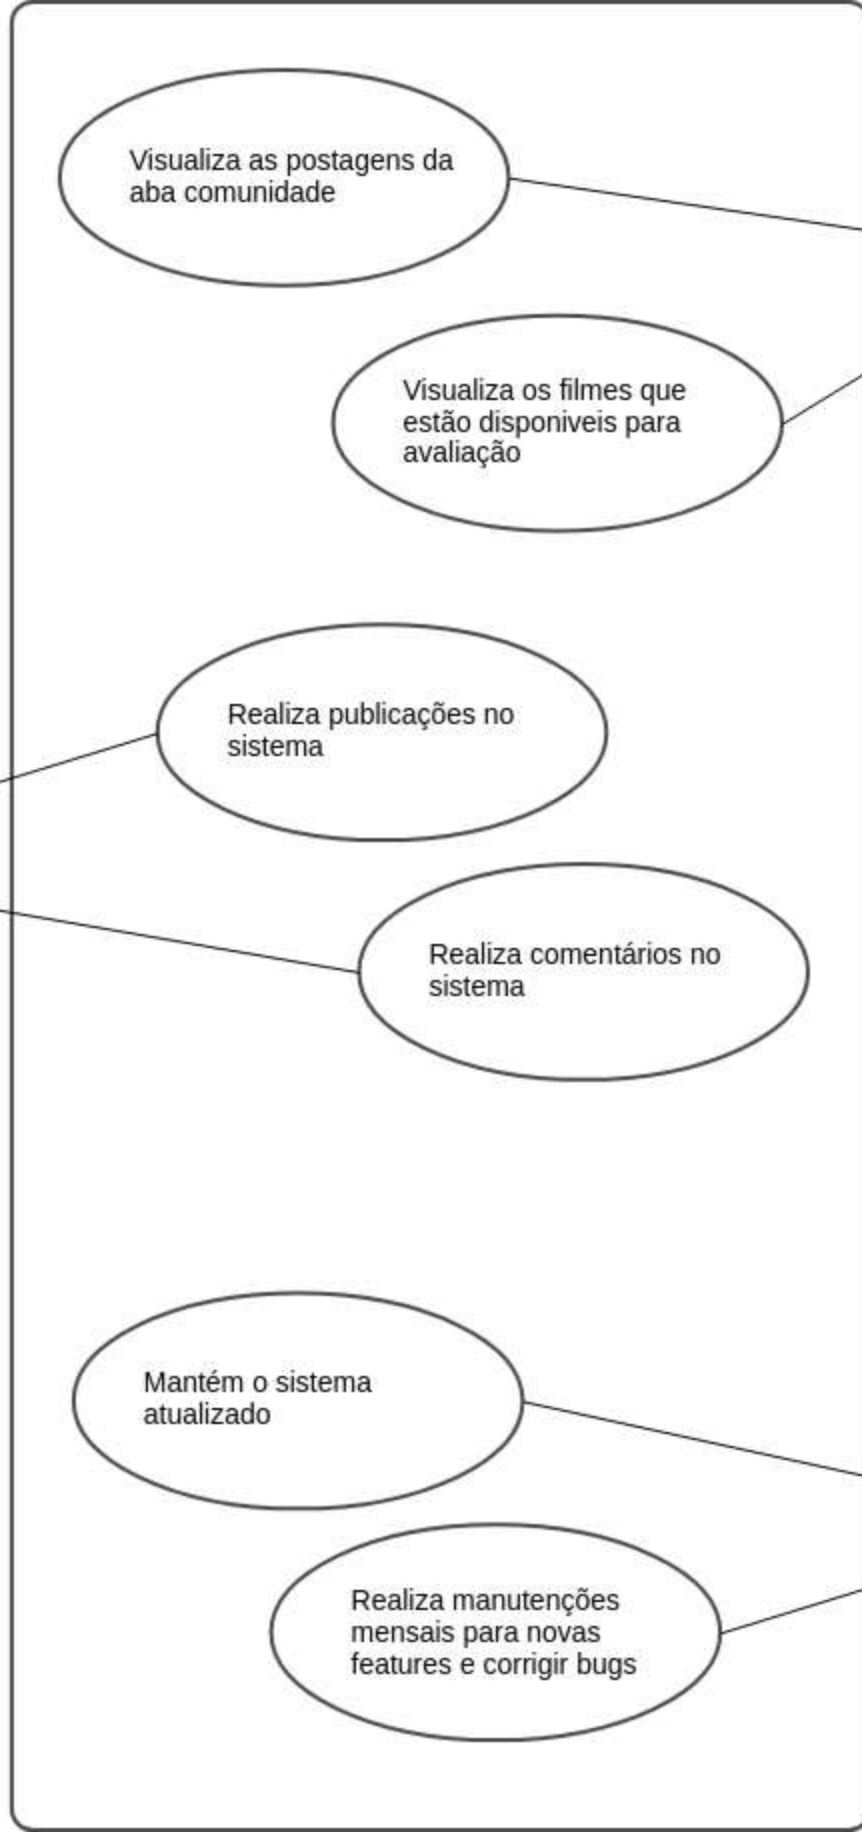 Visualiza as postagens da
aba comunidade
Visualiza os filmes que
estão disponiveis para
avaliação
Realiza publicações no
sistema
Realiza comentários no
sistema
Mantém o sistema
atualizado
Realiza manutenções
mensais para novas
features e corrigir bugs